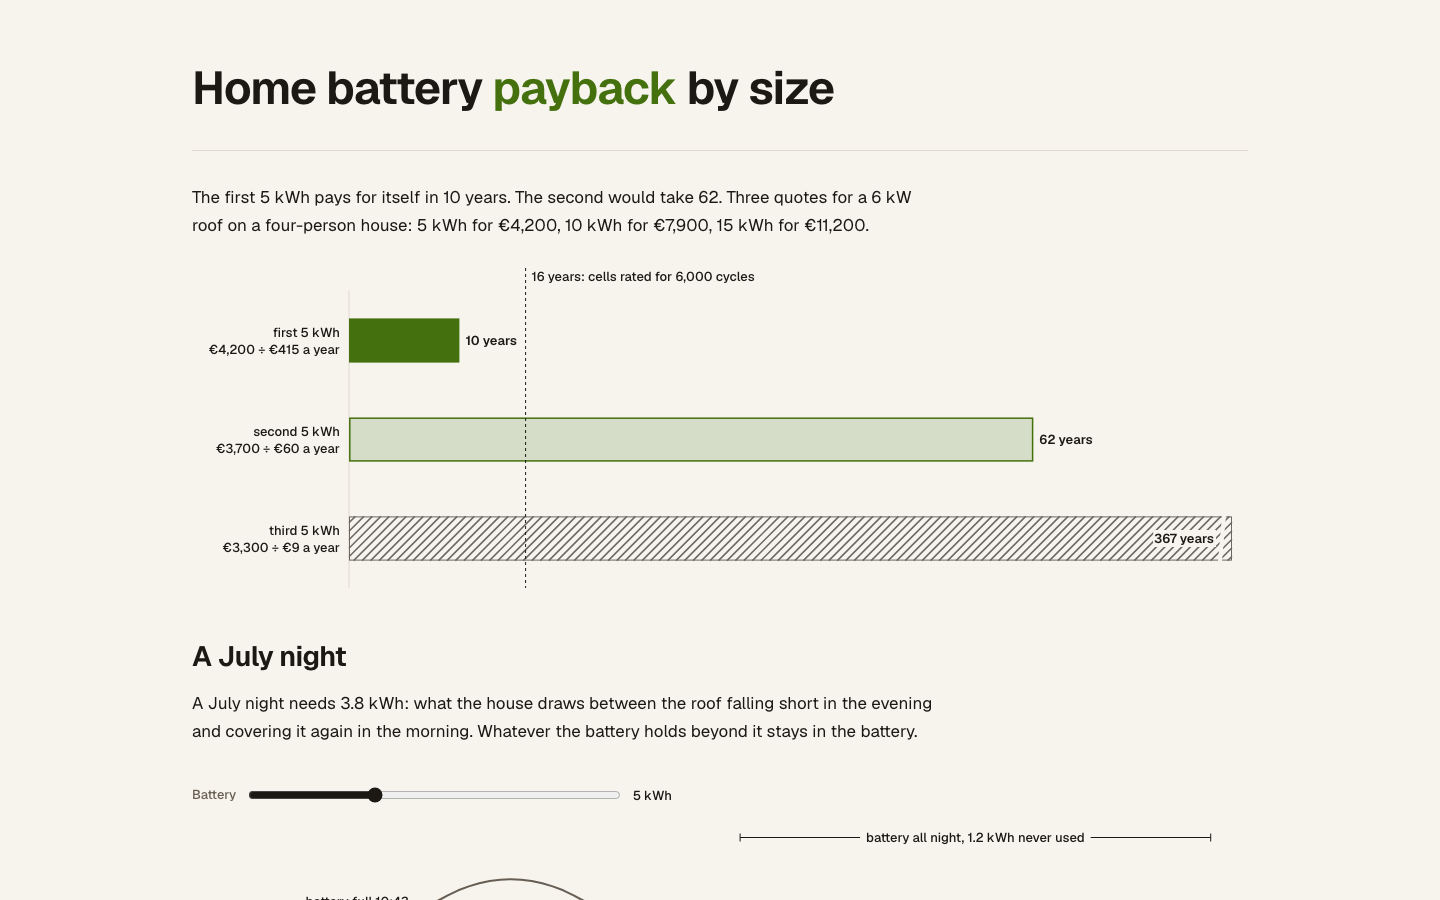 Home battery payback by size
The first 5 kWh pays for itself in 10 years. The second would take 62. Three quotes for a 6 kW
roof on a four-person house: 5 kWh for €4,200, 10 kWh for €7,900, 15 kWh for €11,200.
16 years: cells rated for 6,000 cycles
first 5 kWh
€4,200 ÷ €415 a year
10 years
second 5 kWh
€3,700 ÷ €60 a year
62 years
third 5 kWh
€3,300 ÷ €9 a year
367 years
A July night
A July night needs 3.8 kWh: what the house draws between the roof falling short in the evening
and covering it again in the morning. Whatever the battery holds beyond it stays in the battery.
Battery
5 kWh
battery all night, 1.2 kWh never used
battery full